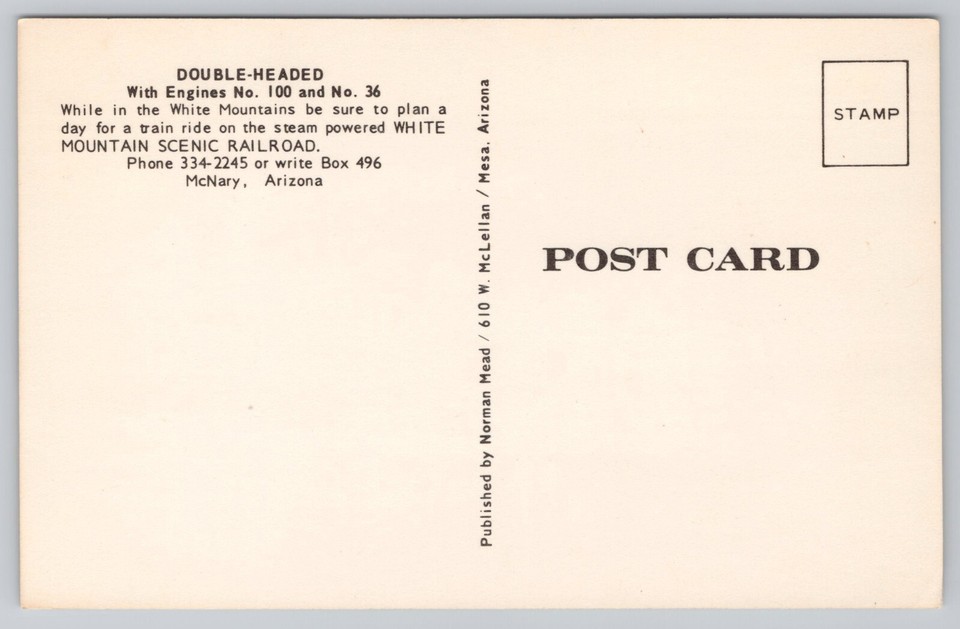 DOUBLE-HEADED
With Engines No. 100 and No. 36
While in the White Mountains be sure to plan a
day for a train ride on the steam powered WHITE
MOUNTAIN SCENIC RAILROAD.
Phone 334-2245 or write Box 496
McNary, Arizona
Published by Norman Mead / 610 W. McLellan / Mesa, Arizona
STAMP
POST CARD